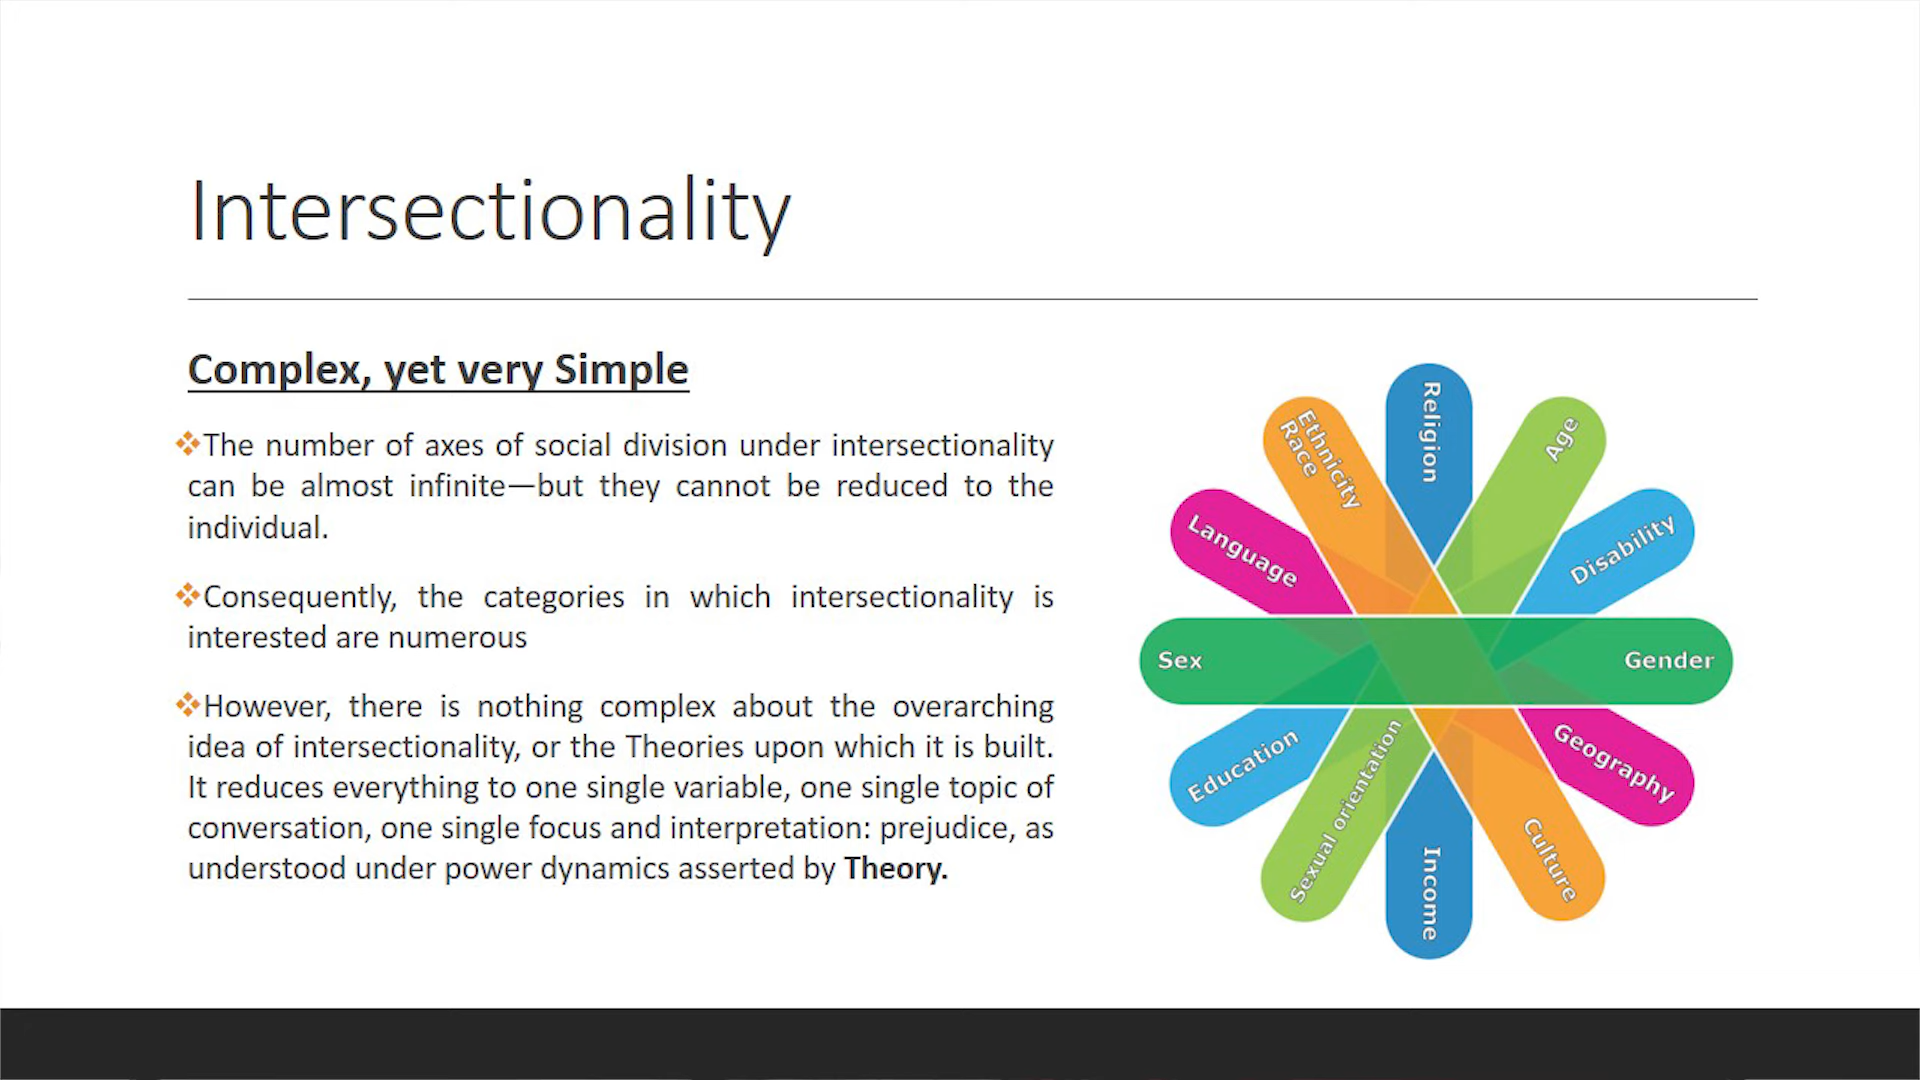 Intersectionality
Complex, yet very Simple
❖The number of axes of social division under intersectionality
can be almost infinite—but they cannot be reduced to the
individual.
❖Consequently, the categories in which intersectionality is
interested are numerous
❖However, there is nothing complex about the overarching
idea of intersectionality, or the Theories upon which it is built.
It reduces everything to one single variable, one single topic of
conversation, one single focus and interpretation: prejudice, as
understood under power dynamics asserted by Theory.
Religion
Ethnicity
Race
Age
Language
Disability
Sex
Gender
Education
Geography
Sexual orientation
Culture
Income